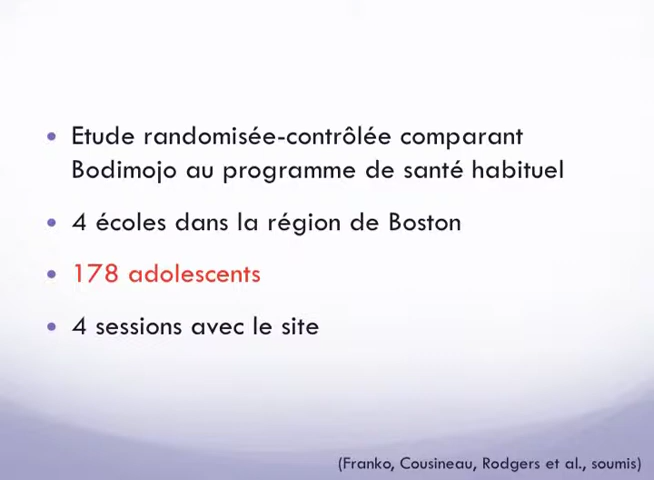 • Etude randomisée-contrôlée comparant
Bodimojo au programme de santé habituel
• 4 écoles dans la région de Boston
• 178 adolescents
• 4 sessions avec le site
(Franko, Cousineau, Rodgers et al., soumis)